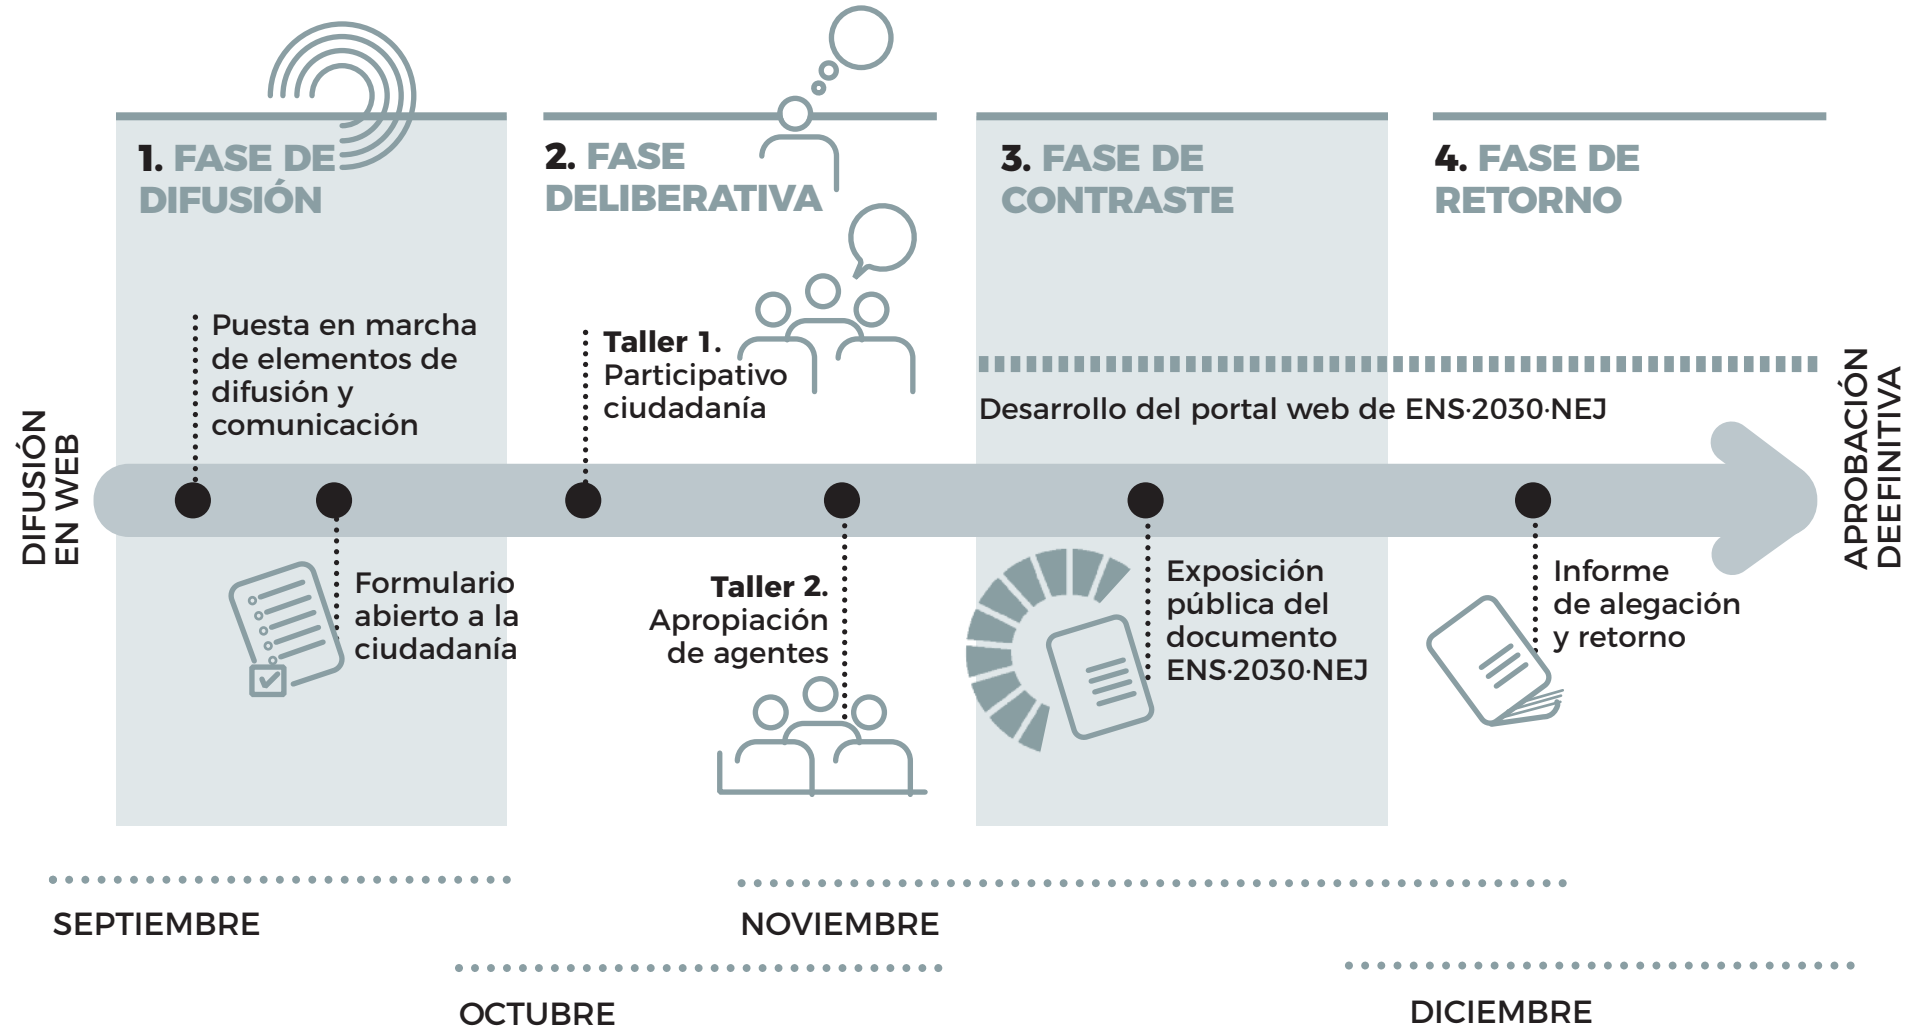 1. FASE DE
DIFUSIÓN
2. FASE
DELIBERATIVA
3. FASE DE
CONTRASTE
4. FASE DE
RETORNO
Puesta en marcha
de elementos de
difusión y
comunicación
Taller 1.
Participativo
ciudadanía
Desarrollo del portal web de ENS·2030·NEJ
DIFUSIÓN
EN WEB
APROBACIÓN
DEEFINITIVA
Formulario
abierto a la
ciudadanía
Taller 2.
Apropiación
de agentes
Exposición
pública del
documento
ENS·2030·NEJ
Informe
de alegación
y retorno
SEPTIEMBRE
NOVIEMBRE
OCTUBRE
DICIEMBRE